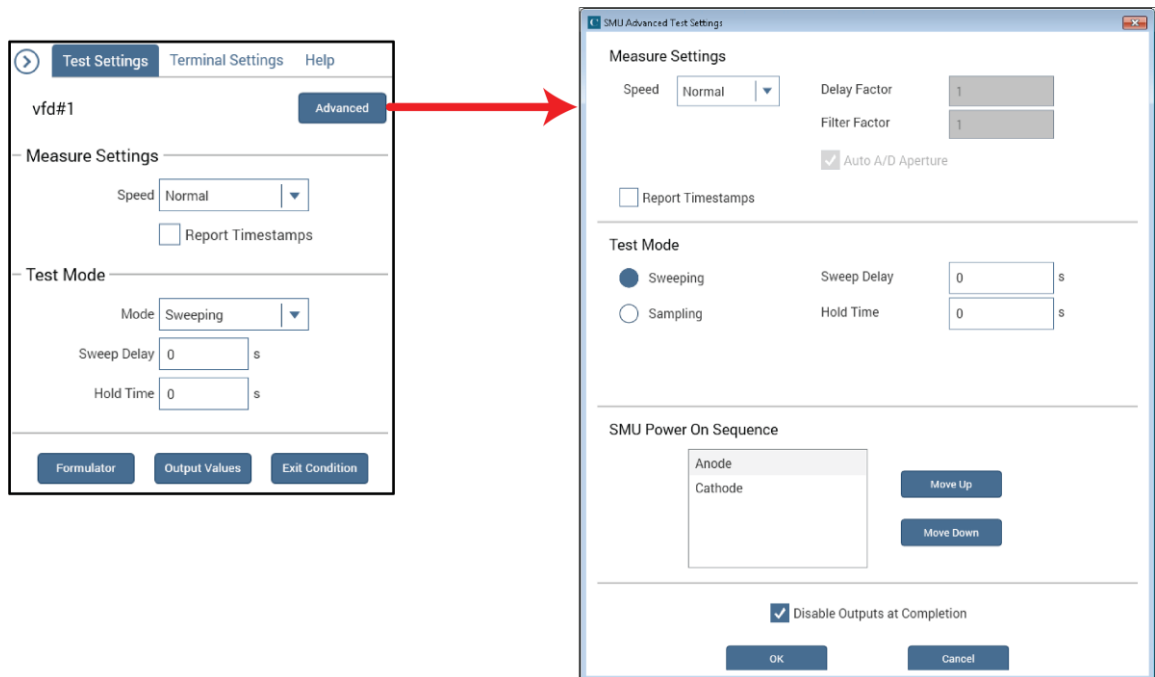 Test Settings Terminal Settings Help
vfd#1 Advanced
Measure Settings
Speed Normal
Report Timestamps
Test Mode
Mode Sweeping
Sweep Delay 0 s
Hold Time 0 s
Formulator Output Values Exit Condition
SMU Advanced Test Settings
Measure Settings
Speed Normal Delay Factor 1
Filter Factor 1
Auto A/D Aperture
Report Timestamps
Test Mode
Sweeping Sweep Delay 0 s
Sampling Hold Time 0 s
SMU Power On Sequence
Anode
Cathode
Move Up
Move Down
Disable Outputs at Completion
OK Cancel